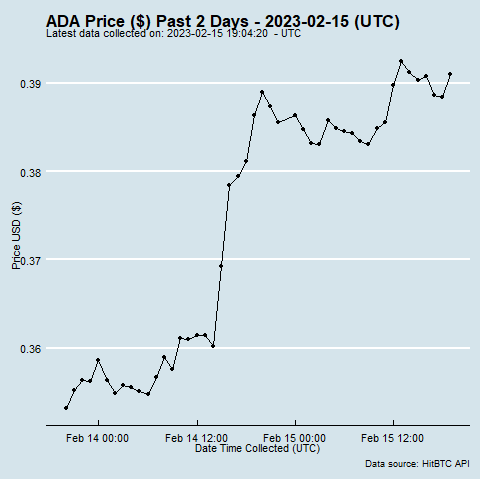 ADA Price ($) Past 2 Days - 2023-02-15 (UTC)
Latest data collected on: 2023-02-15 19:04:20  - UTC
0.39
0.38
0.37
0.36
Price USD ($)
Feb 14 00:00 Feb 14 12:00 Feb 15 00:00 Feb 15 12:00
Date Time Collected (UTC)
Data source: HitBTC API